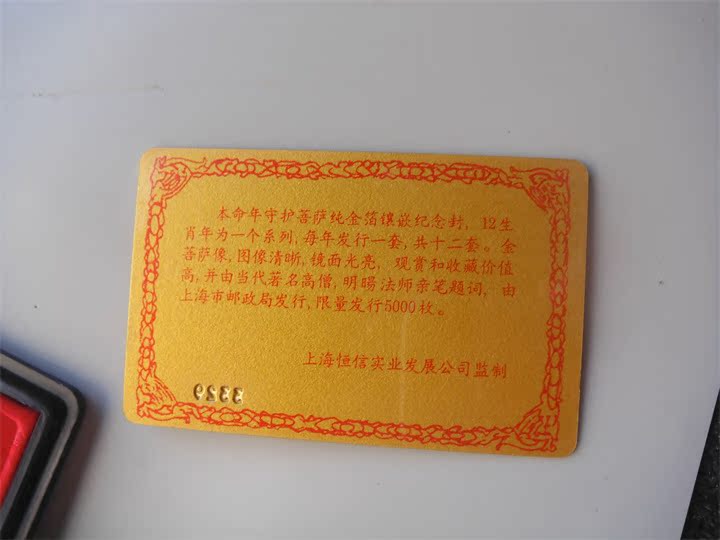 本命年守护菩萨纯金箔镶嵌纪念封, 12生
肖年为一个系列, 每年发行一套, 共十二套。金
菩萨像, 图像清晰, 镜面光亮, 观赏和收藏价值
高, 并由当代著名高僧, 明暘法师亲笔题词, 由
上海市邮政局发行, 限量发行5000枚。
上海恒信实业发展公司监制
3329